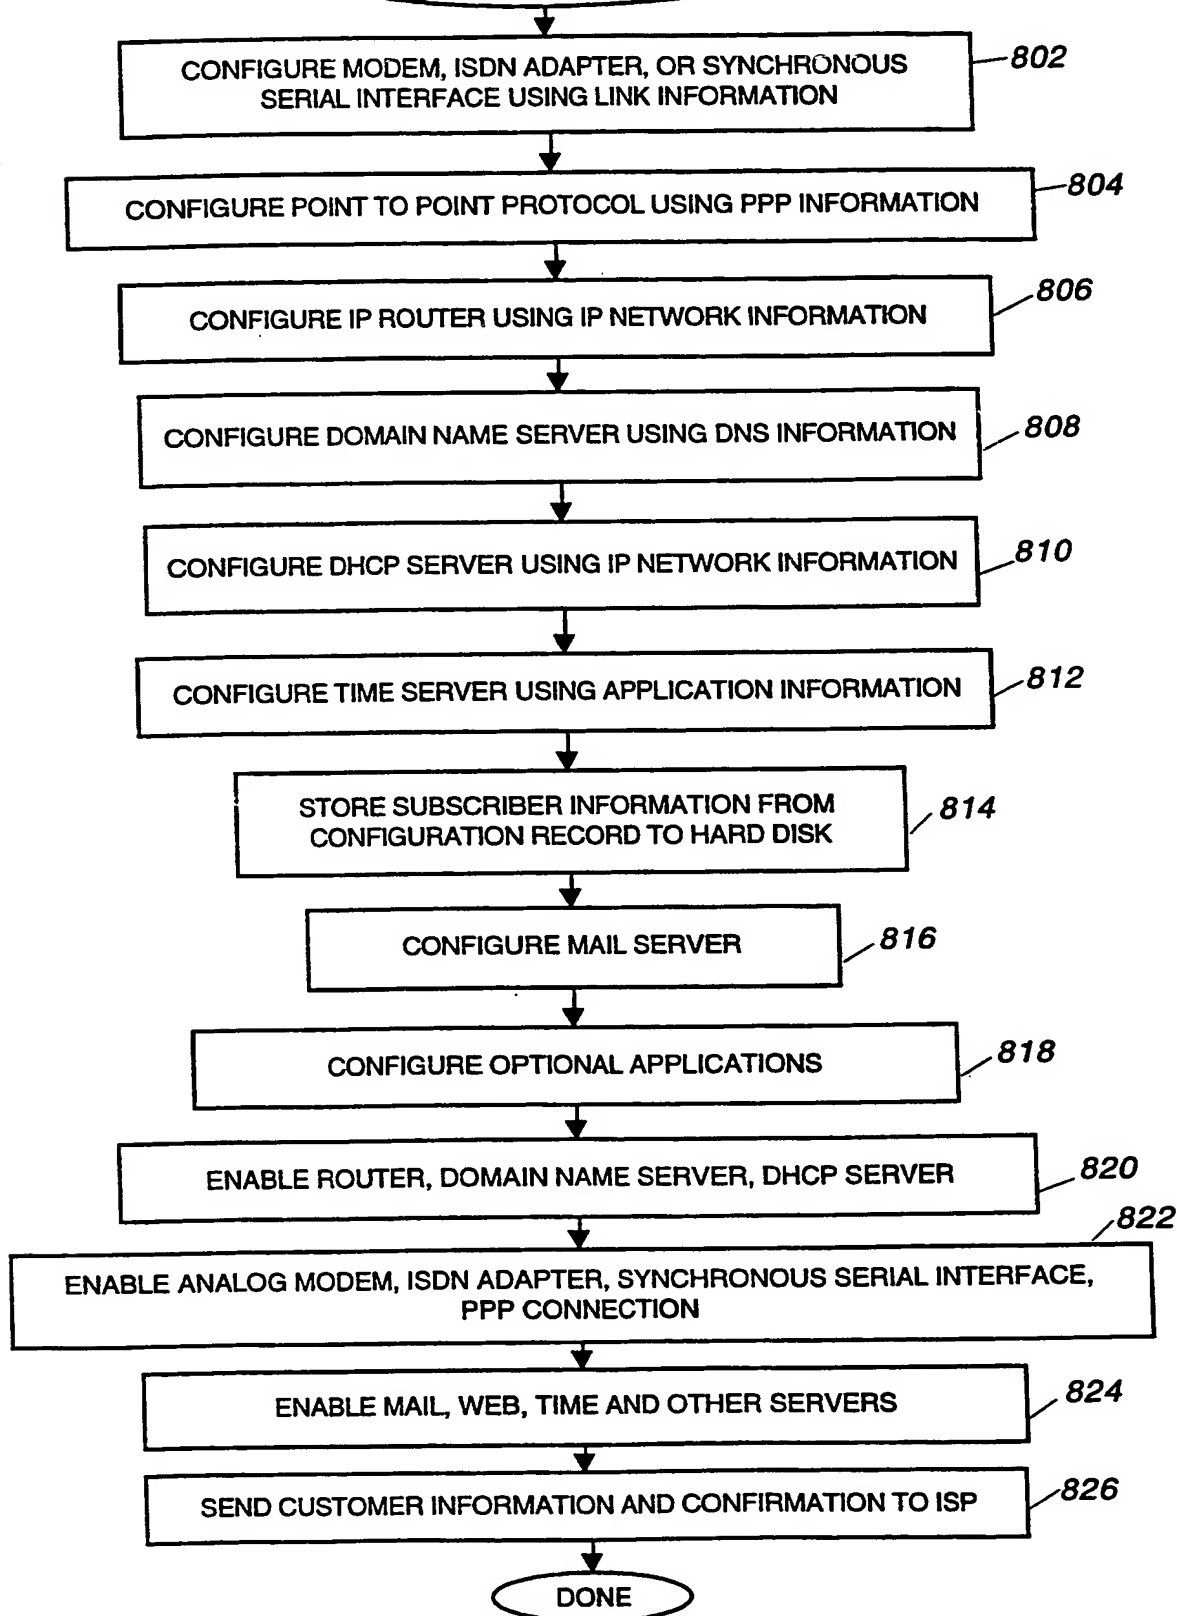 CONFIGURE MODEM, ISDN ADAPTER, OR SYNCHRONOUS
SERIAL INTERFACE USING LINK INFORMATION
802
CONFIGURE POINT TO POINT PROTOCOL USING PPP INFORMATION
804
CONFIGURE IP ROUTER USING IP NETWORK INFORMATION
806
CONFIGURE DOMAIN NAME SERVER USING DNS INFORMATION
808
CONFIGURE DHCP SERVER USING IP NETWORK INFORMATION
810
CONFIGURE TIME SERVER USING APPLICATION INFORMATION
812
STORE SUBSCRIBER INFORMATION FROM
CONFIGURATION RECORD TO HARD DISK
814
CONFIGURE MAIL SERVER
816
CONFIGURE OPTIONAL APPLICATIONS
818
ENABLE ROUTER, DOMAIN NAME SERVER, DHCP SERVER
820
822
ENABLE ANALOG MODEM, ISDN ADAPTER, SYNCHRONOUS SERIAL INTERFACE,
PPP CONNECTION
ENABLE MAIL, WEB, TIME AND OTHER SERVERS
824
SEND CUSTOMER INFORMATION AND CONFIRMATION TO ISP
826
DONE